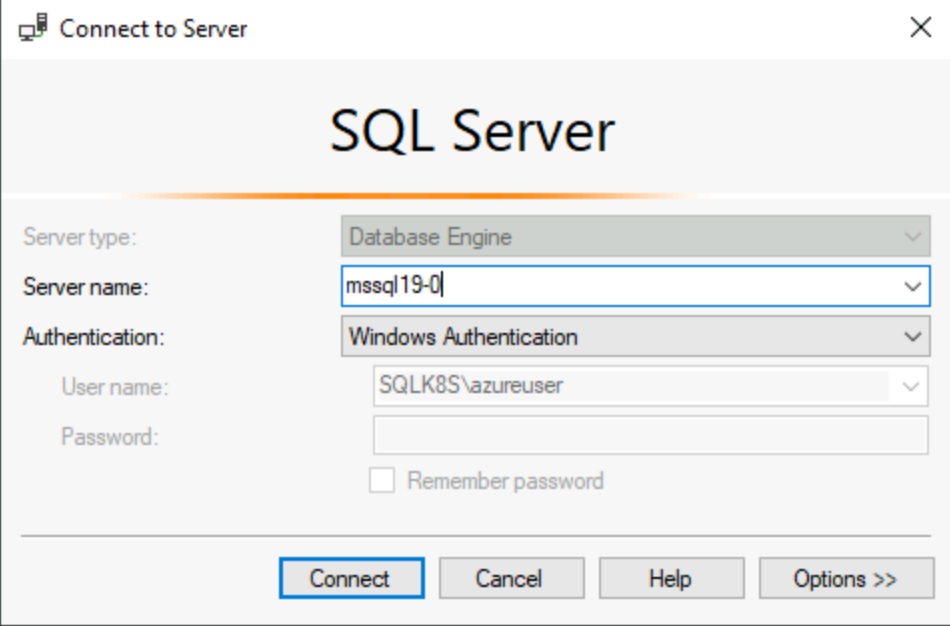 Connect to Server
SQL Server
Server type: Database Engine
Server name: mssql19-0
Authentication: Windows Authentication
User name: SQLK8S\azureuser
Password:
Remember password
Connect Cancel Help Options >>